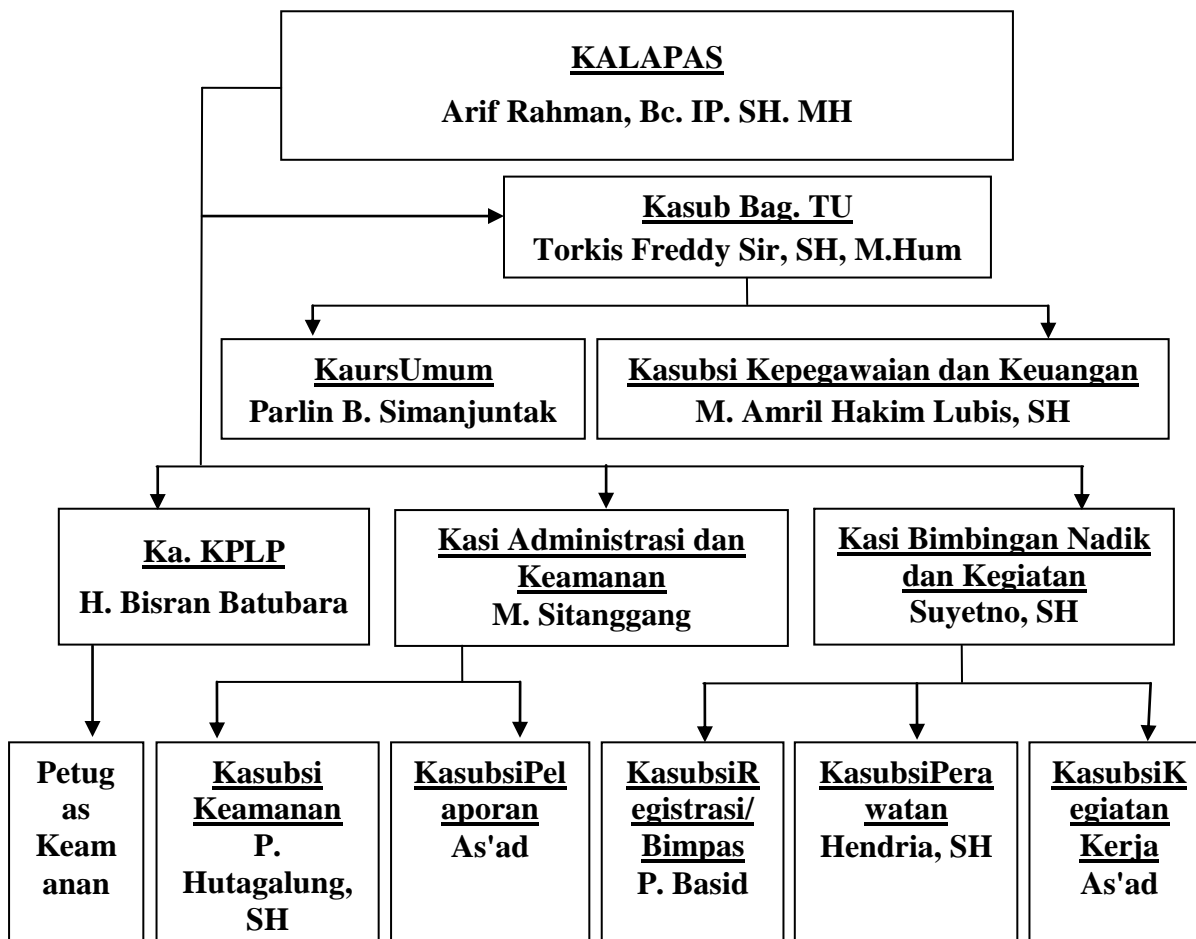 KALAPAS
Arif Rahman, Bc. IP. SH. MH
Kasub Bag. TU
Torkis Freddy Sir, SH, M.Hum
KaursUmum
Parlin B. Simanjuntak
Kasubsi Kepegawaian dan Keuangan
M. Amril Hakim Lubis, SH
Ka. KPLP
H. Bisran Batubara
Kasi Administrasi dan
Keamanan
M. Sitanggang
Kasi Bimbingan Nadik
dan Kegiatan
Suyetno, SH
Petug
as
Keam
anan
Kasubsi
Keamanan
P.
Hutagalung,
SH
KasubsiPel
aporan
As'ad
KasubsiR
egistrasi/
Bimpas
P. Basid
KasubsiPera
watan
Hendria, SH
KasubsiK
egiatan
Kerja
As'ad